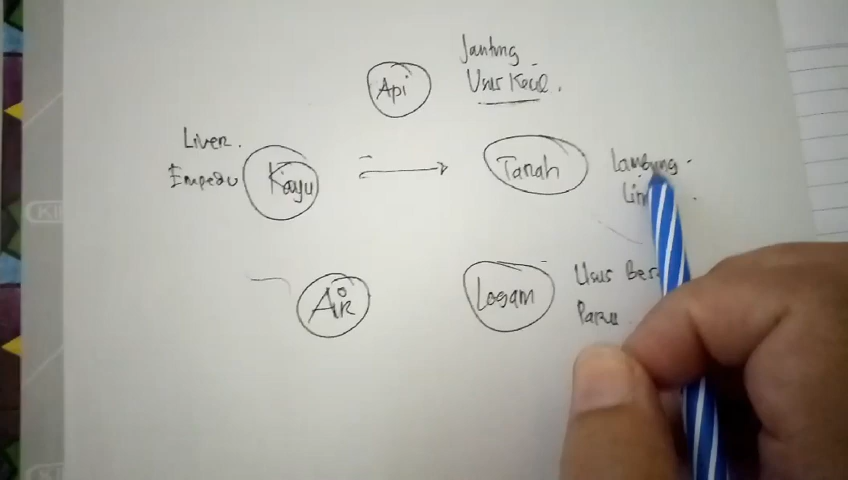 Jantung
Usus Kecil.
Api
Liver.
Empedu
Kayu
Tanah
Lambung
Air
Logam
Usus
Paru